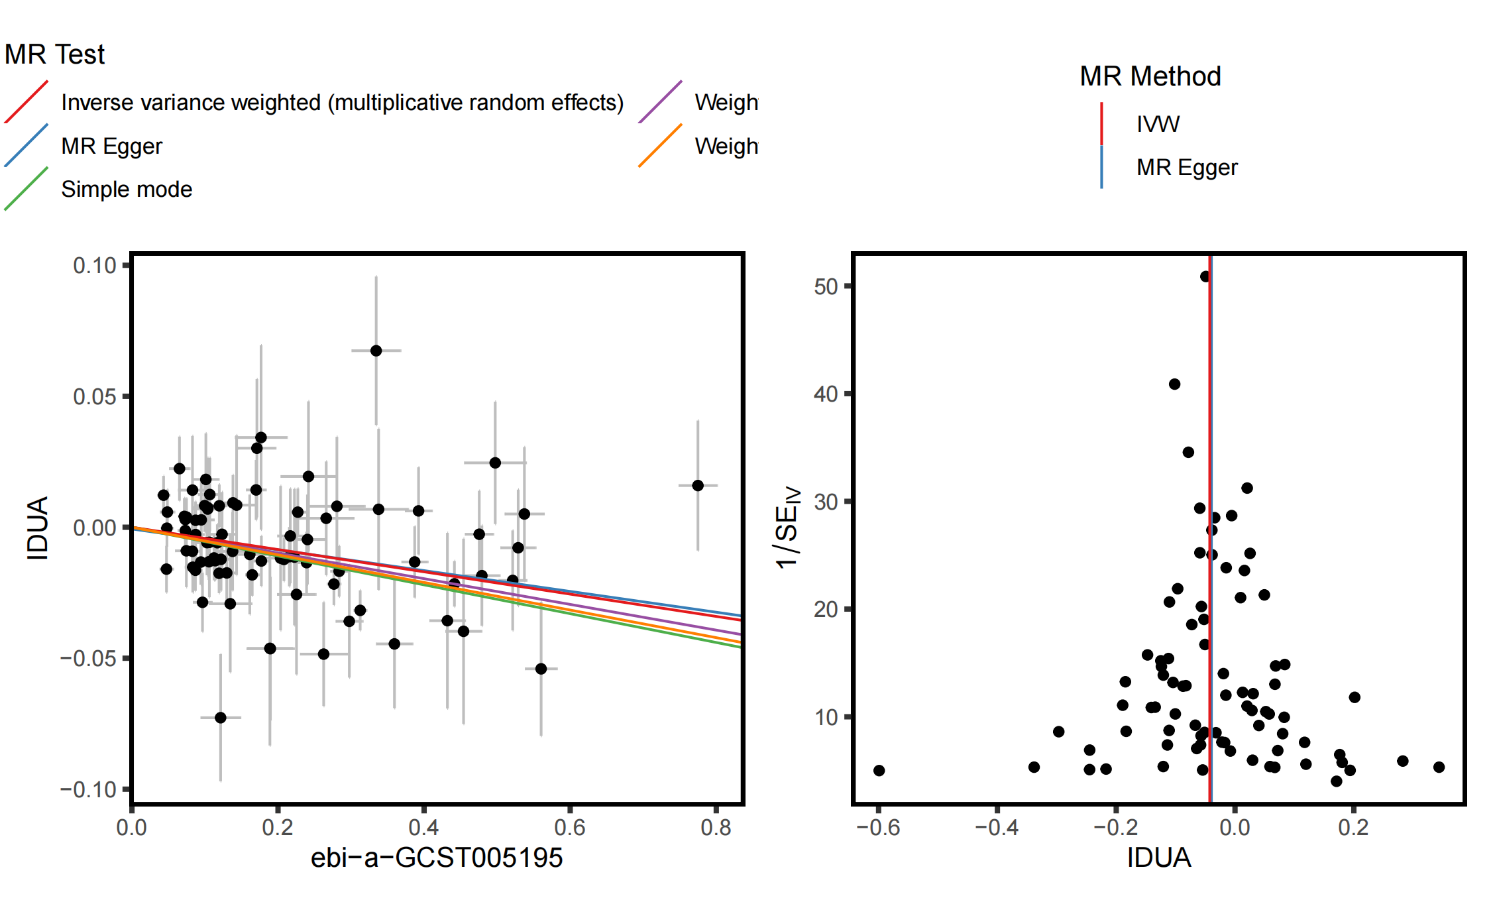 MR Test
Inverse variance weighted (multiplicative random effects)
Weigh
MR Egger
Weigh
Simple mode
0.10
0.05
0.00
−0.05
−0.10
IDUA
0.0 0.2 0.4 0.6 0.8
ebi−a−GCST005195
MR Method
IVW
MR Egger
50
40
30
20
10
1/SEIV
−0.6 −0.4 −0.2 0.0 0.2
IDUA